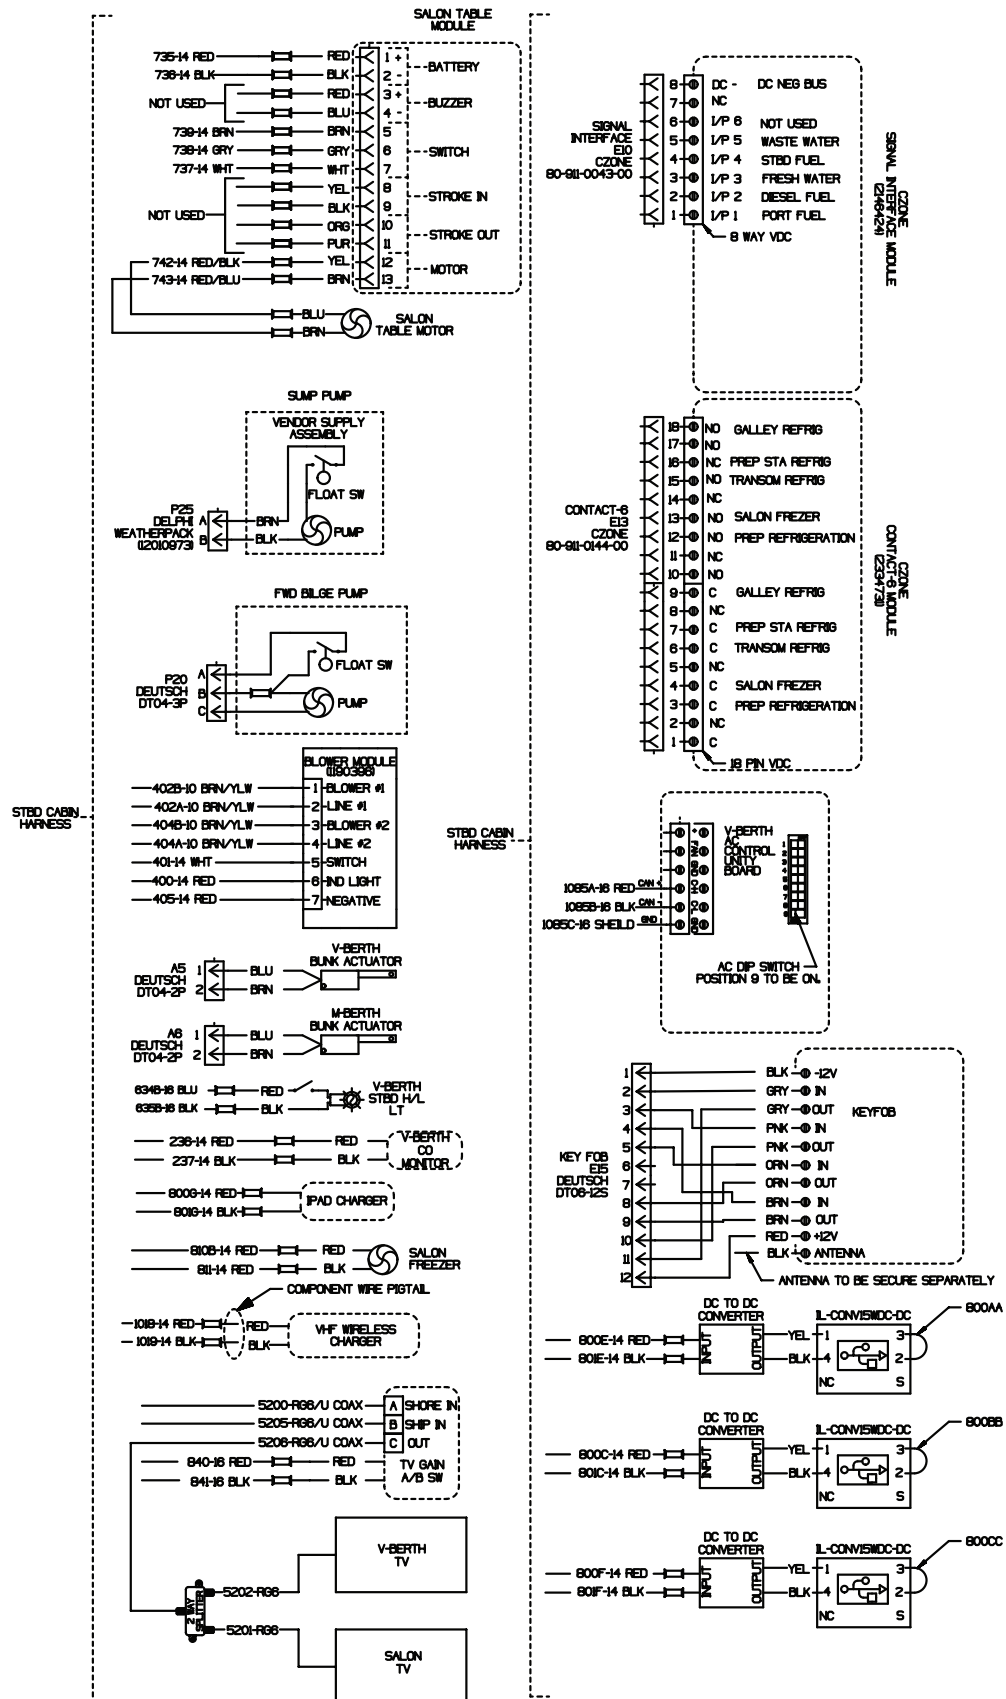 SALON TABLE
MODULE
735-14 RED RED 1 + BATTERY
736-14 BLK BLK 2 -
NOT USED RED 3 + BUZZER
BLU 4 -
739-14 BRN BRN 5
738-14 GRY GRY 6 SWITCH
737-14 WHT WHT 7
NOT USED YEL 8 STROKE IN
BLK 9
ORG 10 STROKE OUT
PUR 11
742-14 RED/BLK YEL 12 MOTOR
743-14 RED/BLU BRN 13
BLU SALON
BRN TABLE MOTOR
SUMP PUMP
VENDOR SUPPLY
ASSEMBLY
FLOAT SW
P25
DELPHI
WEATHERPACK
(12010973)
A BRN
B BLK
PUMP
FWD BILGE PUMP
FLOAT SW
P20
DEUTSCH
DT04-3P
A
B
C
PUMP
STBD CABIN
HARNESS
BLOWER MODULE
(1190396)
402B-10 BRN/YLW 1 BLOWER #1
402A-10 BRN/YLW 2 LINE #1
404B-10 BRN/YLW 3 BLOWER #2
404A-10 BRN/YLW 4 LINE #2
401-14 WHT 5 SWITCH
400-14 RED 6 IND LIGHT
405-14 RED 7 NEGATIVE
V-BERTH
BUNK ACTUATOR
A5
DEUTSCH
DT04-2P
1 BLU
2 BRN
M-BERTH
BUNK ACTUATOR
A6
DEUTSCH
DT04-2P
1 BLU
2 BRN
634B-16 BLU RED
635B-16 BLK BLK
V-BERTH
STBD H/L
LT
236-14 RED RED
237-14 BLK BLK
V-BERTH
CO
MONITOR
800G-14 RED
801G-14 BLK
IPAD CHARGER
810B-14 RED RED
811-14 RED BLK
SALON
FREEZER
COMPONENT WIRE PIGTAIL
1018-14 RED RED
1019-14 BLK BLK
VHF WIRELESS
CHARGER
5200-RG6/U COAX A SHORE IN
5205-RG6/U COAX B SHIP IN
5206-RG6/U COAX C OUT
840-16 RED RED
841-16 BLK BLK
TV GAIN
A/B SW
V-BERTH
TV
5202-RG6
2 WAY
SPLITTER
5201-RG6
SALON
TV
STBD CABIN
HARNESS
SIGNAL
INTERFACE
E10
CZONE
80-911-0043-00
8 DC - DC NEG BUS
7 NC
6 I/P 6 NOT USED
5 I/P 5 WASTE WATER
4 I/P 4 STBD FUEL
3 I/P 3 FRESH WATER
2 I/P 2 DIESEL FUEL
1 I/P 1 PORT FUEL
8 WAY VDC
CZONE
SIGNAL INTERFACE MODULE
(2146424)
CONTACT-6
E13
CZONE
80-911-0144-00
18 NO GALLEY REFRIG
17 NO
16 NC PREP STA REFRIG
15 NO TRANSOM REFRIG
14 NC
13 NO SALON FREZER
12 NO PREP REFRIGERATION
11 NC
10 NO
9 C GALLEY REFRIG
8 NC
7 C PREP STA REFRIG
6 C TRANSOM REFRIG
5 NC
4 C SALON FREZER
3 C PREP REFRIGERATION
2 NC
1 C
18 PIN VDC
CZONE
CONTACT-6 MODULE
(2334731)
V-BERTH
AC
CONTROL
UNITY
BOARD
+
GND
1085A-16 RED CAN +
1085B-16 BLK CAN -
1085C-16 SHEILD GND
GND
AC DIP SWITCH
POSITION 9 TO BE ON.
KEY FOB
E15
DEUTSCH
DT06-12S
1
2
3
4
5
6
7
8
9
10
11
12
BLK -12V
GRY IN
GRY OUT
PNK IN
PNK OUT
ORN IN
ORN OUT
BRN IN
BRN OUT
RED +12V
BLK ANTENNA
KEYFOB
ANTENNA TO BE SECURE SEPARATELY
DC TO DC
CONVERTER
IL-CONV15WDC-DC
800AA
800E-14 RED INPUT OUTPUT YEL 1 3
801E-14 BLK INPUT OUTPUT BLK 4 2
NC S
DC TO DC
CONVERTER
IL-CONV15WDC-DC
800BB
800C-14 RED INPUT OUTPUT YEL 1 3
801C-14 BLK INPUT OUTPUT BLK 4 2
NC S
DC TO DC
CONVERTER
IL-CONV15WDC-DC
800CC
800F-14 RED INPUT OUTPUT YEL 1 3
801F-14 BLK INPUT OUTPUT BLK 4 2
NC S